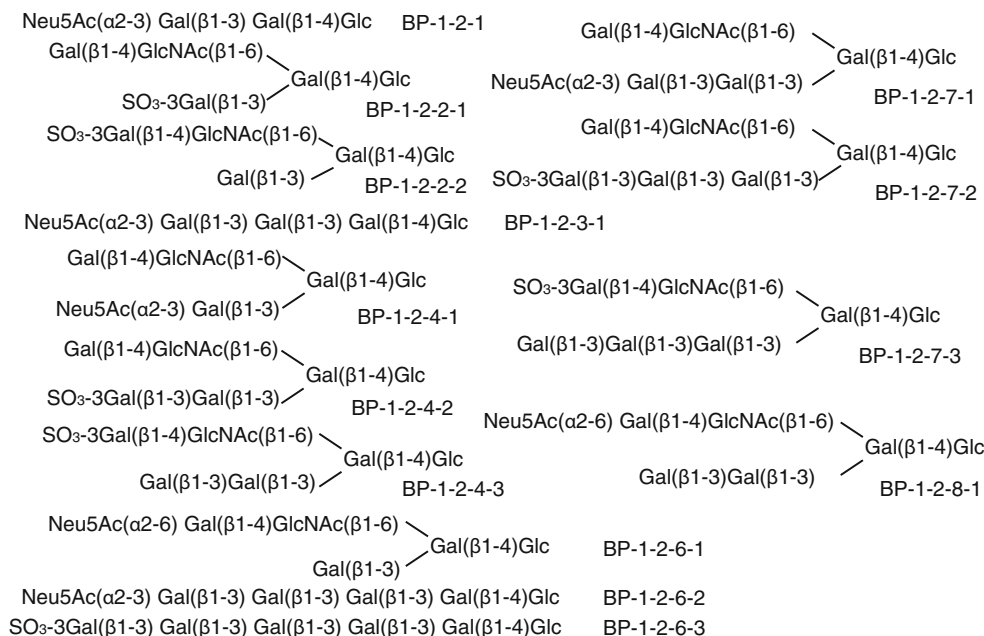 Neu5Ac(α2-3) Gal(β1-3) Gal(β1-4)Glc BP-1-2-1
Gal(β1-4)GlcNAc(β1-6)
Gal(β1-4)Glc
SO₃-3Gal(β1-3)
BP-1-2-2-1
SO₃-3Gal(β1-4)GlcNAc(β1-6)
Gal(β1-4)Glc
Gal(β1-3)
BP-1-2-2-2
Neu5Ac(α2-3) Gal(β1-3) Gal(β1-3) Gal(β1-4)Glc BP-1-2-3-1
Gal(β1-4)GlcNAc(β1-6)
Gal(β1-4)Glc
Neu5Ac(α2-3) Gal(β1-3)
BP-1-2-4-1
Gal(β1-4)GlcNAc(β1-6)
Gal(β1-4)Glc
SO₃-3Gal(β1-3)Gal(β1-3)
BP-1-2-4-2
SO₃-3Gal(β1-4)GlcNAc(β1-6)
Gal(β1-4)Glc
Gal(β1-3)Gal(β1-3)
BP-1-2-4-3
Neu5Ac(α2-6) Gal(β1-4)GlcNAc(β1-6)
Gal(β1-4)Glc BP-1-2-6-1
Gal(β1-3)
Neu5Ac(α2-3) Gal(β1-3) Gal(β1-3) Gal(β1-3) Gal(β1-4)Glc BP-1-2-6-2
SO₃-3Gal(β1-3) Gal(β1-3) Gal(β1-3) Gal(β1-3) Gal(β1-4)Glc BP-1-2-6-3
Gal(β1-4)GlcNAc(β1-6)
Gal(β1-4)Glc
Neu5Ac(α2-3) Gal(β1-3)Gal(β1-3)
BP-1-2-7-1
Gal(β1-4)GlcNAc(β1-6)
Gal(β1-4)Glc
SO₃-3Gal(β1-3)Gal(β1-3) Gal(β1-3)
BP-1-2-7-2
SO₃-3Gal(β1-4)GlcNAc(β1-6)
Gal(β1-4)Glc
Gal(β1-3)Gal(β1-3)Gal(β1-3)
BP-1-2-7-3
Neu5Ac(α2-6) Gal(β1-4)GlcNAc(β1-6)
Gal(β1-4)Glc
Gal(β1-3)Gal(β1-3)
BP-1-2-8-1